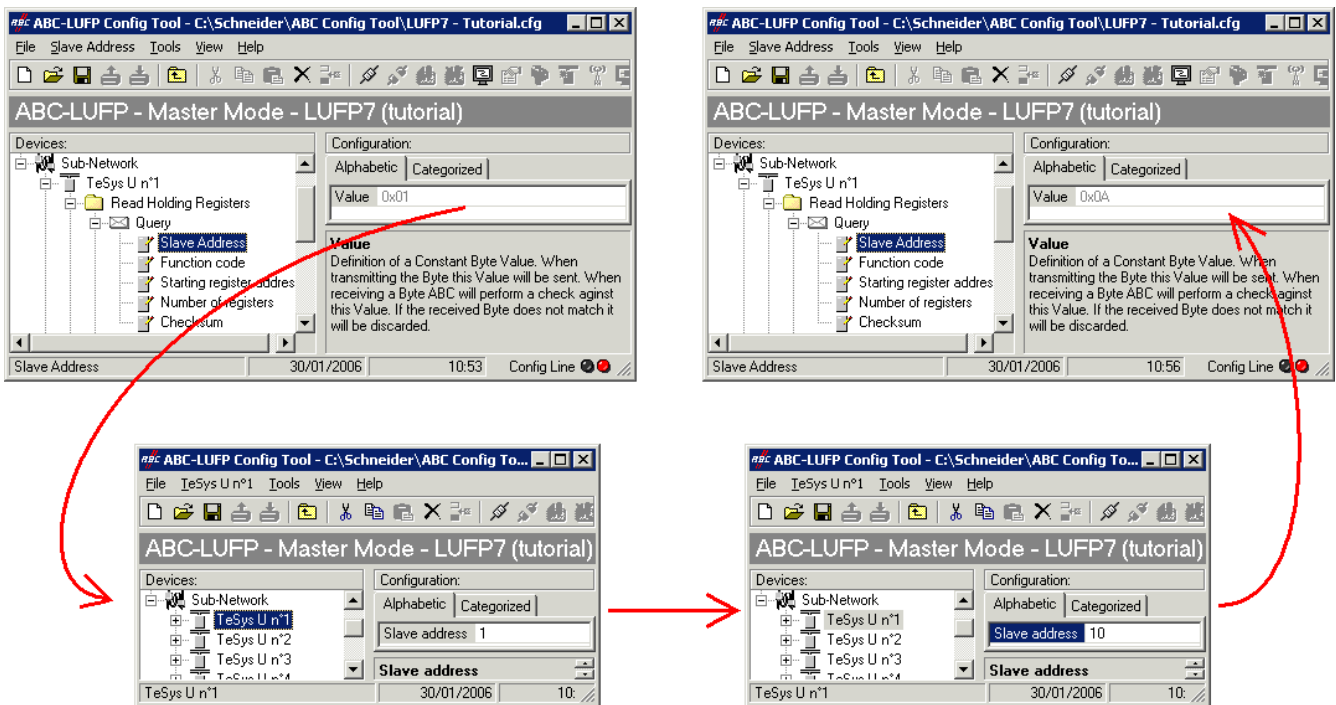 ABC-LUFP Config Tool - C:\Schneider\ABC Config Tool\LUFP7 - Tutorial.cfg
File Slave Address Tools View Help
ABC-LUFP - Master Mode - LUFP7 (tutorial)
Devices:
Sub-Network
TeSys U n°1
Read Holding Registers
Query
Slave Address
Function code
Starting register addres
Number of registers
Checksum
Configuration:
Alphabetic Categorized
Value 0x01
Value
Definition of a Constant Byte Value. When
transmitting the Byte this Value will be sent. When
receiving a Byte ABC will perform a check aginst
this Value. If the received Byte does not match it
will be discarded.
Slave Address 30/01/2006 10:53 Config Line
ABC-LUFP Config Tool - C:\Schneider\ABC Config Tool\LUFP7 - Tutorial.cfg
File Slave Address Tools View Help
ABC-LUFP - Master Mode - LUFP7 (tutorial)
Devices:
Sub-Network
TeSys U n°1
Read Holding Registers
Query
Slave Address
Function code
Starting register addres
Number of registers
Checksum
Configuration:
Alphabetic Categorized
Value 0x0A
Value
Definition of a Constant Byte Value. When
transmitting the Byte this Value will be sent. When
receiving a Byte ABC will perform a check aginst
this Value. If the received Byte does not match it
will be discarded.
Slave Address 30/01/2006 10:56 Config Line
ABC-LUFP Config Tool - C:\Schneider\ABC Config To...
File TeSys U n°1 Tools View Help
ABC-LUFP - Master Mode - LUFP7 (tutorial)
Devices:
Sub-Network
TeSys U n°1
TeSys U n°2
TeSys U n°3
TeSys U n°4
Configuration:
Alphabetic Categorized
Slave address 1
Slave address
TeSys U n°1 30/01/2006 10:
ABC-LUFP Config Tool - C:\Schneider\ABC Config To...
File TeSys U n°1 Tools View Help
ABC-LUFP - Master Mode - LUFP7 (tutorial)
Devices:
Sub-Network
TeSys U n°1
TeSys U n°2
TeSys U n°3
TeSys U n°4
Configuration:
Alphabetic Categorized
Slave address 10
Slave address
TeSys U n°1 30/01/2006 10: